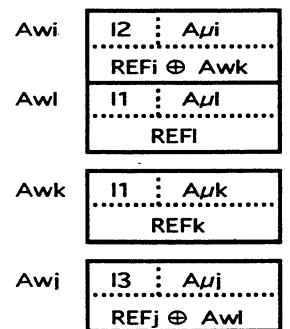 Awi I2 Aμi
REFi ⊕ Awk
Awl I1 Aμl
REFl
Awk I1 Aμk
REFk
Awj I3 Aμj
REFj ⊕ Awl